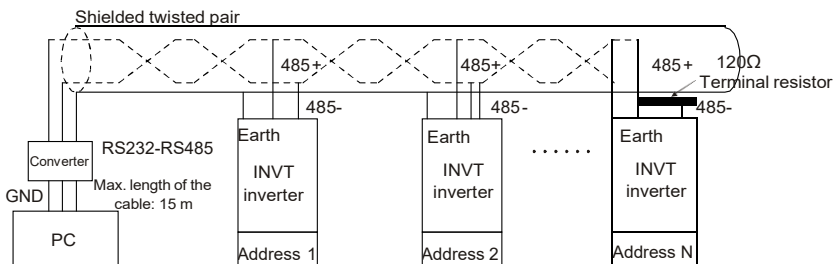 Shielded twisted pair
485+
485+
485+
120Ω
Terminal resistor
485-
485-
485-
Converter
RS232-RS485
GND
Max. length of the
cable: 15 m
PC
Earth
INVT
inverter
Address 1
Earth
INVT
inverter
Address 2
......
Earth
INVT
inverter
Address N